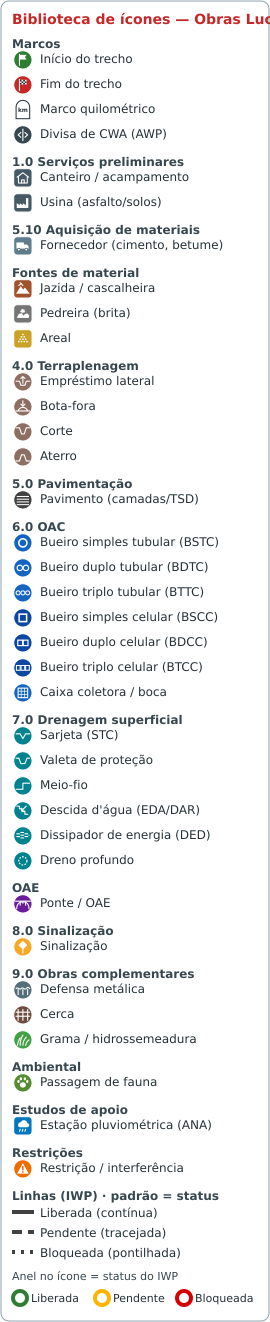 Biblioteca de ícones — Obras
Marcos
Início do trecho
Fim do trecho
km
Marco quilométrico
Divisa de CWA (AWP)
1.0 Serviços preliminares
Canteiro / acampamento
Usina (asfalto/solos)
5.10 Aquisição de materiais
Fornecedor (cimento, betume)
Fontes de material
Jazida / cascalheira
Pedreira (brita)
Areal
4.0 Terraplenagem
Empréstimo lateral
Bota-fora
Corte
Aterro
5.0 Pavimentação
Pavimento (camadas/TSD)
6.0 OAC
Bueiro simples tubular (BSTC)
Bueiro duplo tubular (BDTC)
Bueiro triplo tubular (BTTC)
Bueiro simples celular (BSCC)
Bueiro duplo celular (BDCC)
Bueiro triplo celular (BTCC)
Caixa coletora / boca
7.0 Drenagem superficial
Sarjeta (STC)
Valeta de proteção
Meio-fio
Descida d'água (EDA/DAR)
Dissipador de energia (DED)
Dreno profundo
OAE
Ponte / OAE
8.0 Sinalização
Sinalização
9.0 Obras complementares
Defensa metálica
Cerca
Grama / hidrossemeadura
Ambiental
Passagem de fauna
Estudos de apoio
Estação pluviométrica (ANA)
Restrições
Restrição / interferência
Linhas (IWP) · padrão = status
Liberada (contínua)
Pendente (tracejada)
Bloqueada (pontilhada)
Anel no ícone = status do IWP
Liberada Pendente Bloqueada